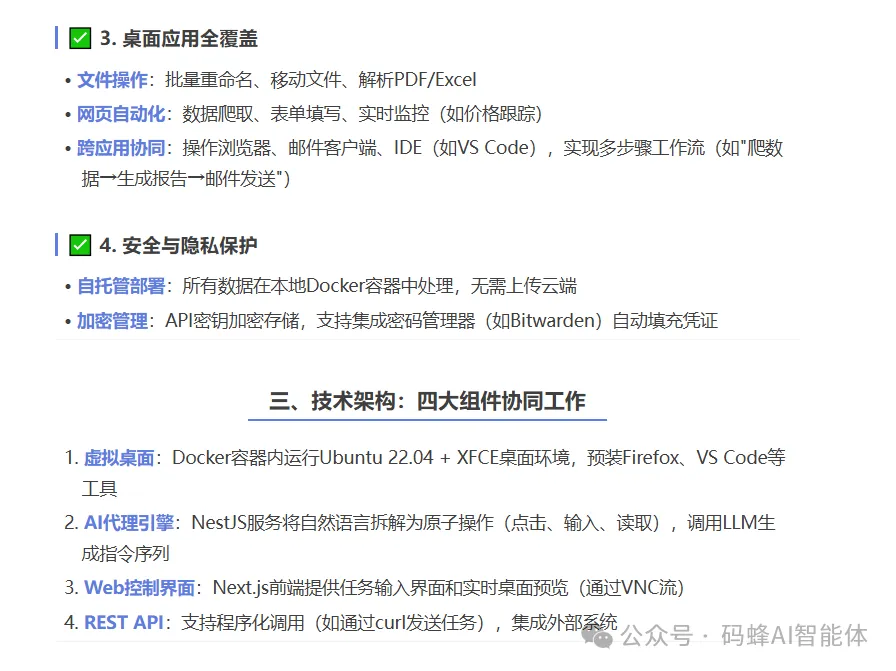 ✅ 3. 桌面应用全覆盖
• 文件操作：批量重命名、移动文件、解析PDF/Excel
• 网页自动化：数据爬取、表单填写、实时监控（如价格跟踪）
• 跨应用协同：操作浏览器、邮件客户端、IDE（如VS Code），实现多步骤工作流（如"爬数
据→生成报告→邮件发送"）
✅ 4. 安全与隐私保护
• 自托管部署：所有数据在本地Docker容器中处理，无需上传云端
• 加密管理：API密钥加密存储，支持集成密码管理器（如Bitwarden）自动填充凭证
三、技术架构：四大组件协同工作
1. 虚拟桌面：Docker容器内运行Ubuntu 22.04 + XFCE桌面环境，预装Firefox、VS Code等
工具
2. AI代理引擎：NestJS服务将自然语言拆解为原子操作（点击、输入、读取），调用LLM生
成指令序列
3. Web控制界面：Next.js前端提供任务输入界面和实时桌面预览（通过VNC流）
4. REST API：支持程序化调用（如通过curl发送任务），集成外部系统
公众号 · 码蜂AI智能体